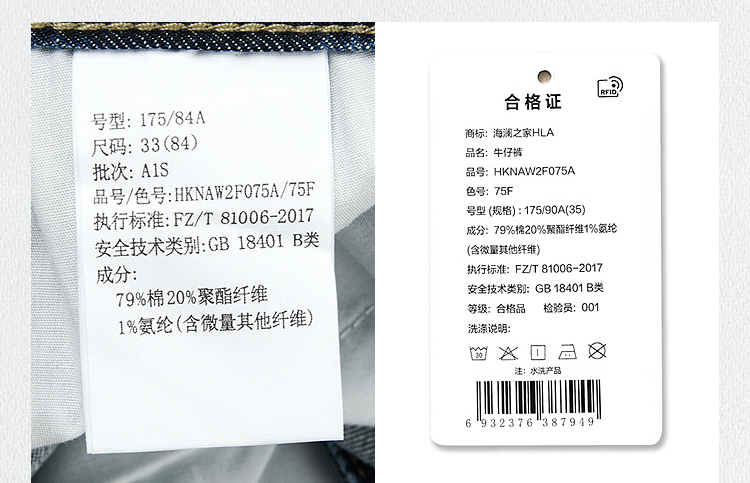 号型: 175/84A
尺码: 33(84)
批次: A1S
品号/色号:HKNAW2F075A/75F
执行标准:FZ/T 81006-2017
安全技术类别:GB 18401 B类
成分:
79%棉20%聚酯纤维
1%氨纶(含微量其他纤维)
RFID
合格证
商标: 海澜之家HLA
品名: 牛仔裤
品号: HKNAW2F075A
色号: 75F
号型 (规格) : 175/90A(35)
成分: 79%棉20%聚酯纤维1%氨纶
(含微量其他纤维)
执行标准: FZ/T 81006-2017
安全技术类别: GB 18401 B类
等级: 合格品 检验员: 001
洗涤说明:
30
注: 水洗产品
6 932376 387949